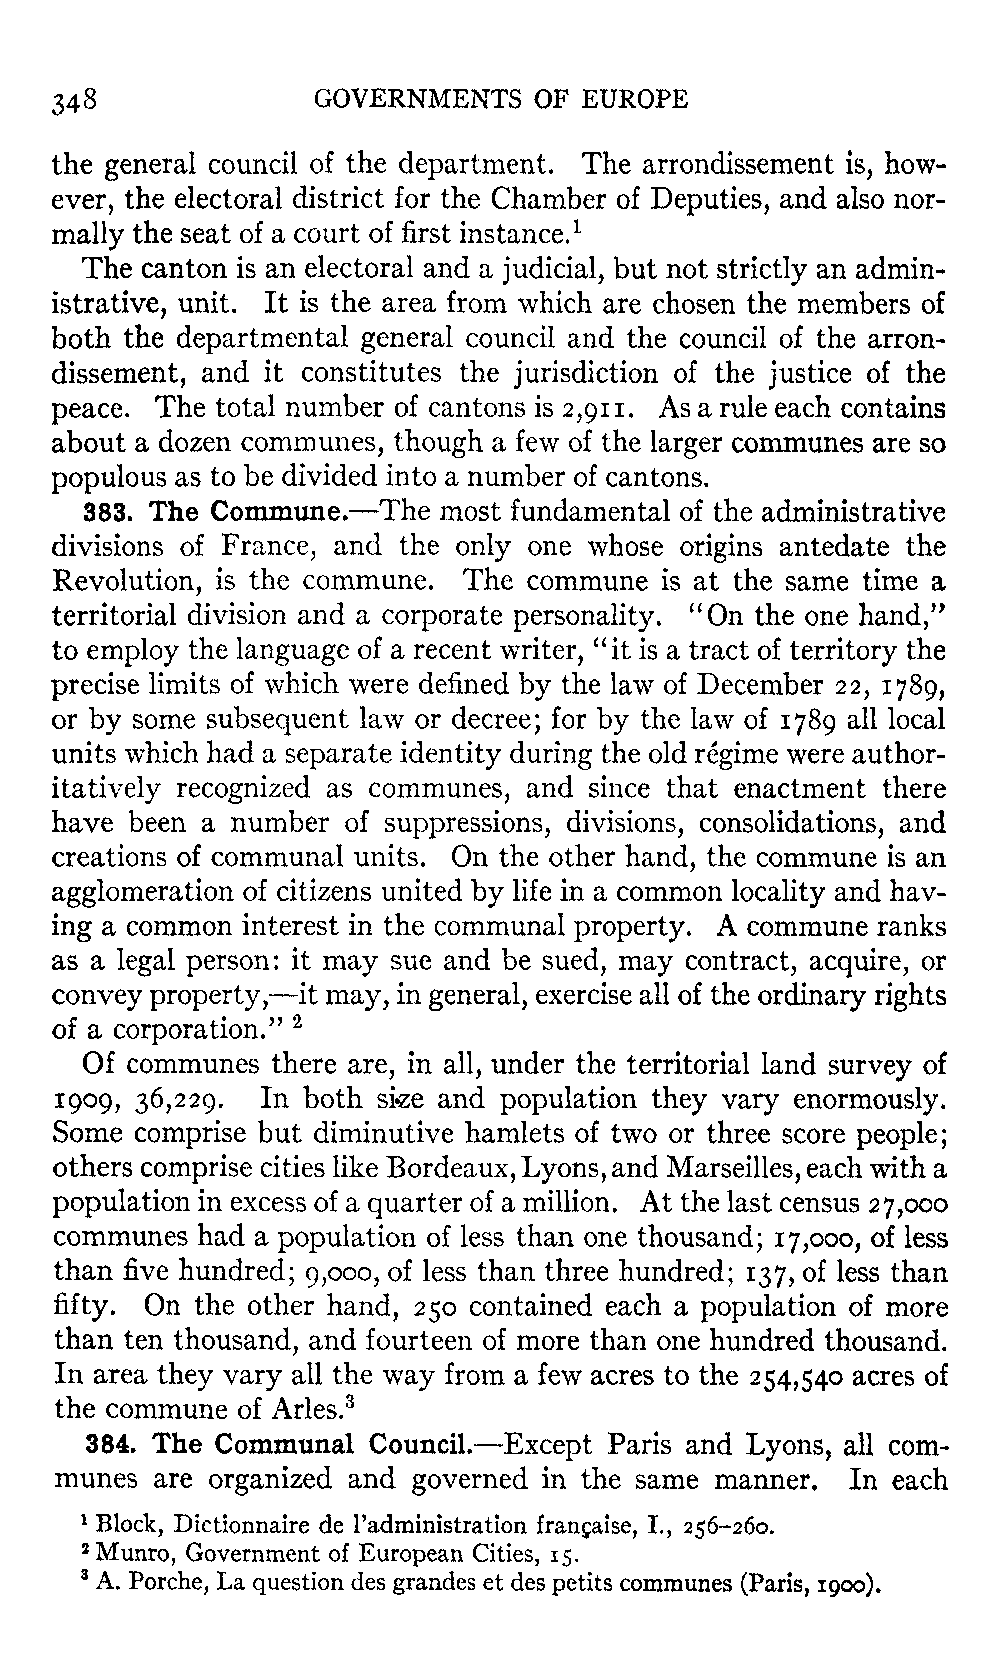 348 GOVERNMENTS OF EUROPE
the general council of the department. The arrondissement is, how-
ever, the electoral district for the Chamber of Deputies, and also nor-
mally the seat of a court of first instance.¹
The canton is an electoral and a judicial, but not strictly an admin-
istrative, unit. It is the area from which are chosen the members of
both the departmental general council and the council of the arron-
dissement, and it constitutes the jurisdiction of the justice of the
peace. The total number of cantons is 2,911. As a rule each contains
about a dozen communes, though a few of the larger communes are so
populous as to be divided into a number of cantons.
383. The Commune.—The most fundamental of the administrative
divisions of France, and the only one whose origins antedate the
Revolution, is the commune. The commune is at the same time a
territorial division and a corporate personality. "On the one hand,"
to employ the language of a recent writer, "it is a tract of territory the
precise limits of which were defined by the law of December 22, 1789,
or by some subsequent law or decree; for by the law of 1789 all local
units which had a separate identity during the old régime were author-
itatively recognized as communes, and since that enactment there
have been a number of suppressions, divisions, consolidations, and
creations of communal units. On the other hand, the commune is an
agglomeration of citizens united by life in a common locality and hav-
ing a common interest in the communal property. A commune ranks
as a legal person: it may sue and be sued, may contract, acquire, or
convey property,—it may, in general, exercise all of the ordinary rights
of a corporation." ²
Of communes there are, in all, under the territorial land survey of
1909, 36,229. In both size and population they vary enormously.
Some comprise but diminutive hamlets of two or three score people;
others comprise cities like Bordeaux, Lyons, and Marseilles, each with a
population in excess of a quarter of a million. At the last census 27,000
communes had a population of less than one thousand; 17,000, of less
than five hundred; 9,000, of less than three hundred; 137, of less than
fifty. On the other hand, 250 contained each a population of more
than ten thousand, and fourteen of more than one hundred thousand.
In area they vary all the way from a few acres to the 254,540 acres of
the commune of Arles.³
384. The Communal Council.—Except Paris and Lyons, all com-
munes are organized and governed in the same manner. In each
¹ Block, Dictionnaire de l'administration française, I., 256–260.
² Munro, Government of European Cities, 15.
³ A. Porche, La question des grandes et des petits communes (Paris, 1900).